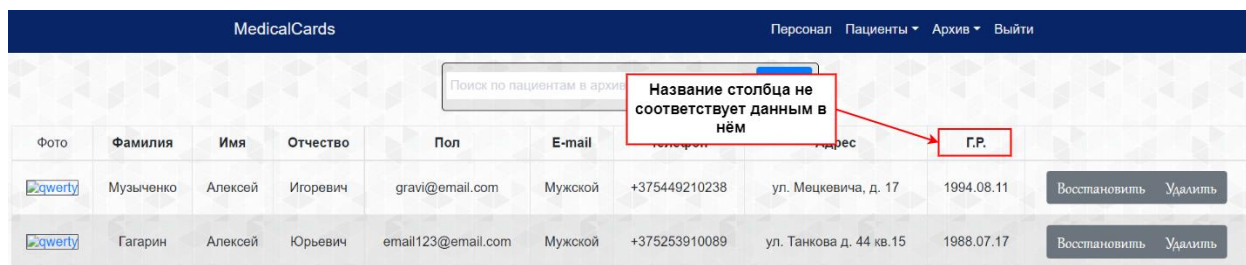 MedicalCards Персонал Пациенты Архив Выйти
Поиск по пациентам в архив
Название столбца не
соответствует данным в
нём
Фото Фамилия Имя Отчество Пол E-mail Телефон Адрес Г.Р.
qwerty Музыченко Алексей Игоревич gravi@email.com Мужской +375449210238 ул. Мецкевича, д. 17 1994.08.11 Восстановить Удалить
qwerty Гагарин Алексей Юрьевич email123@email.com Мужской +375253910089 ул. Танкова д. 44 кв.15 1988.07.17 Восстановить Удалить